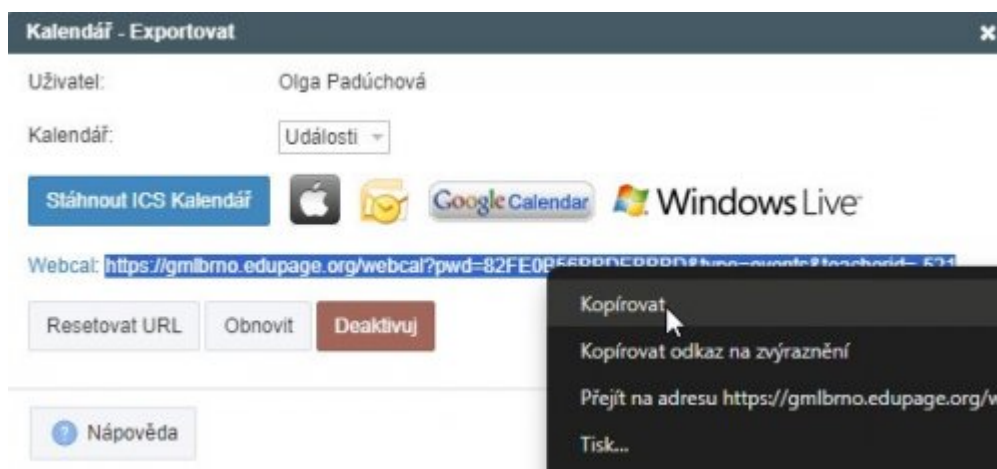 Kalendář - Exportovat
Uživatel: Olga Padúchová
Kalendář: Události
Stáhnout ICS Kalendář Google Calendar Windows Live
Webcal: https://gmlbrno.edupage.org/webcal?
Resetovat URL Obnovit Deaktivuj
Kopírovat
Kopírovat odkaz na zvýraznění
Přejít na adresu https://gmlbrno.edupage.org/w
Tisk...
Nápověda